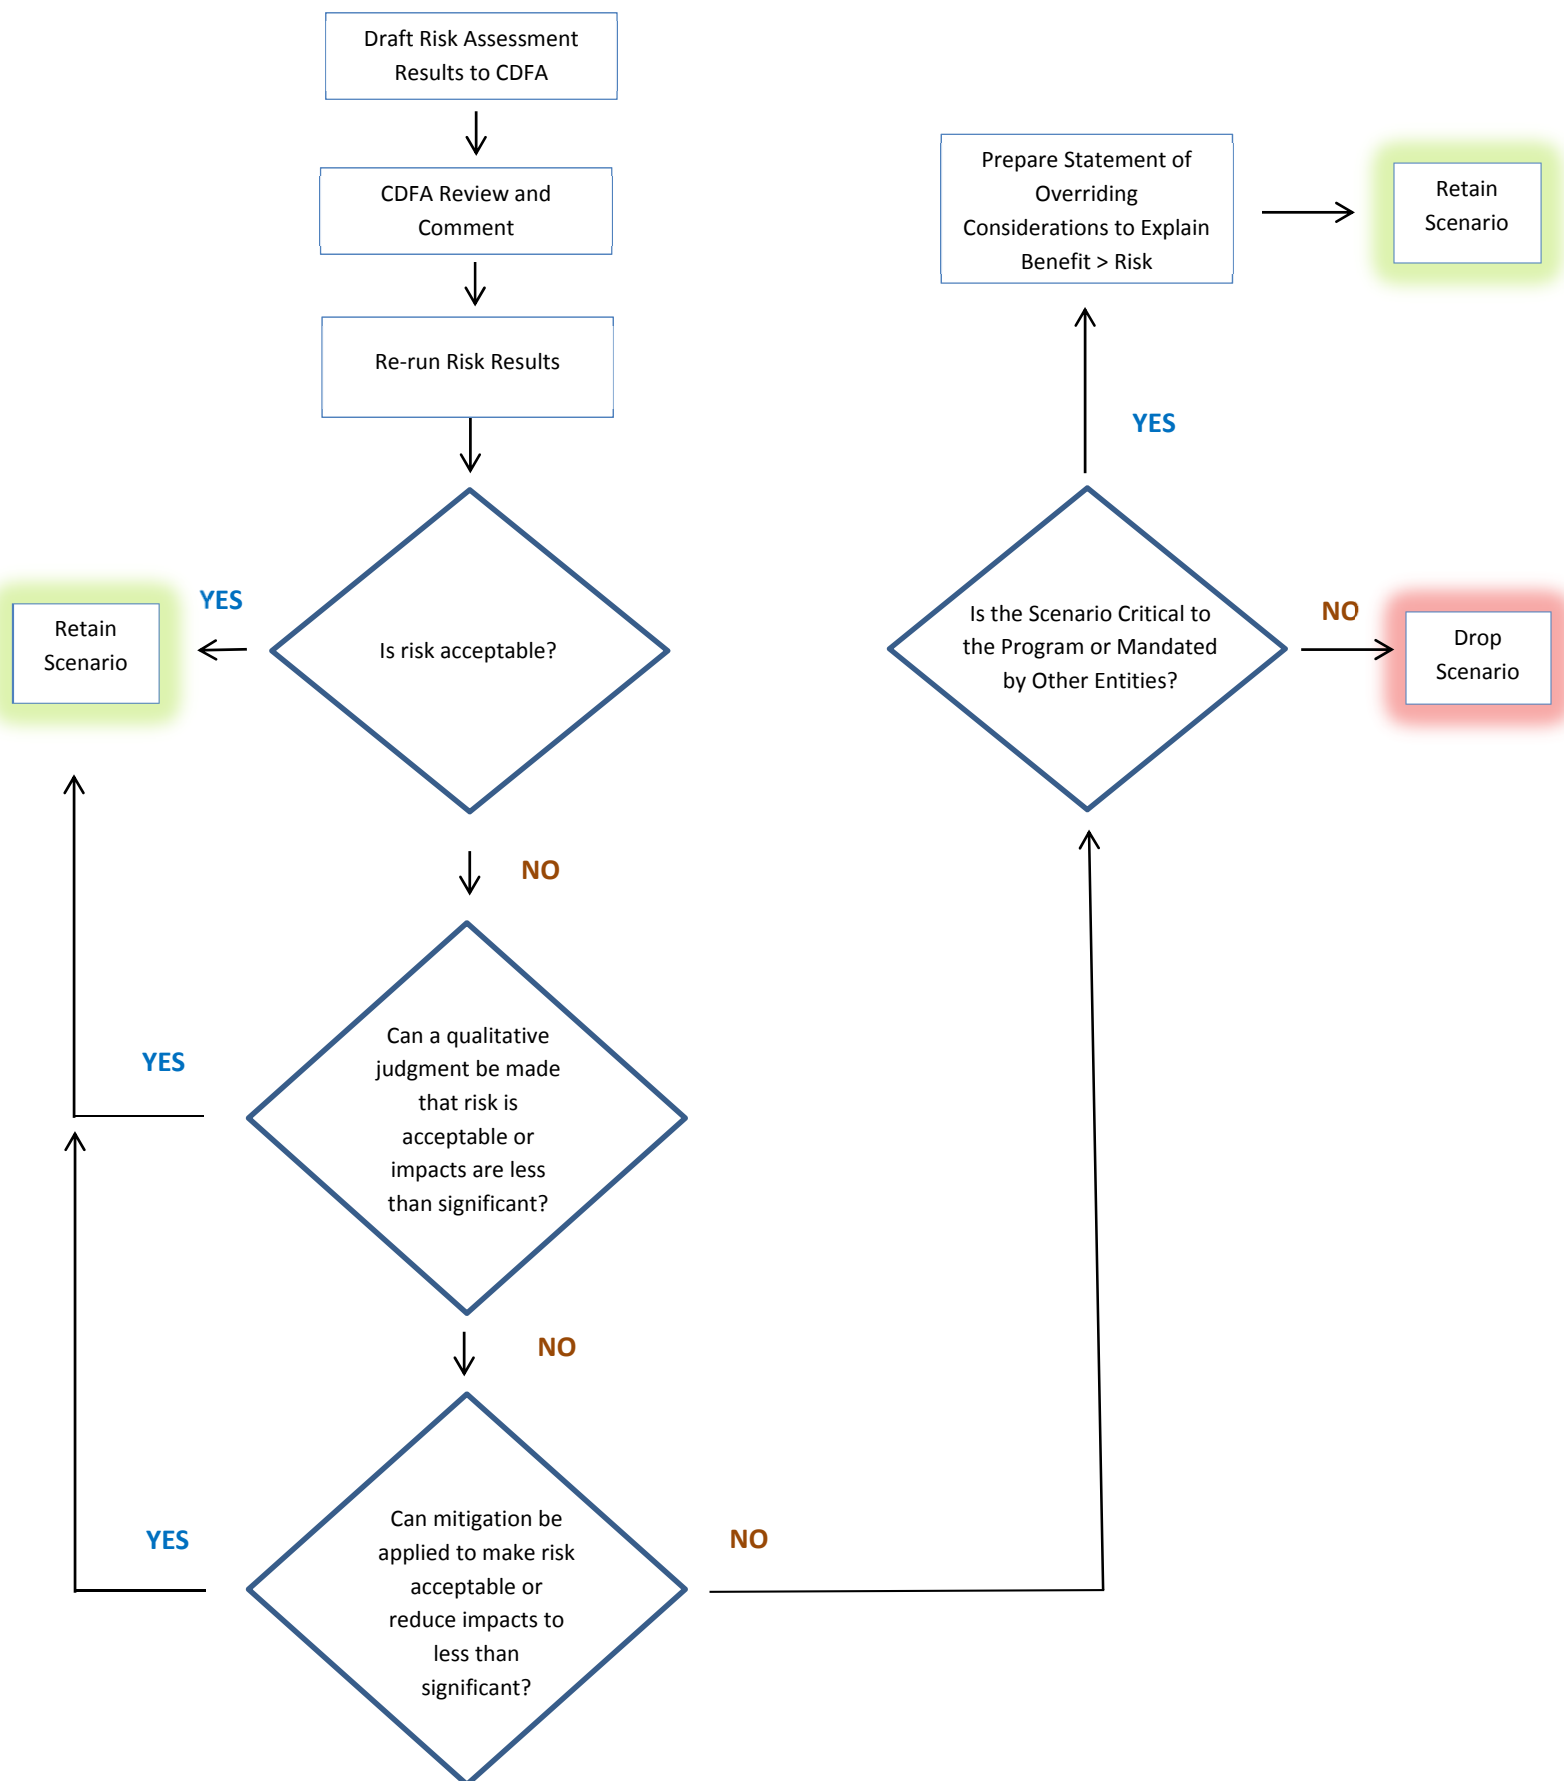 Draft Risk Assessment
Results to CDFA
CDFA Review and
Comment
Re-run Risk Results
Is risk acceptable?
YES
Retain
Scenario
NO
Can a qualitative
judgment be made
that risk is
acceptable or
impacts are less
than significant?
YES
NO
Can mitigation be
applied to make risk
acceptable or
reduce impacts to
less than
significant?
YES
NO
Is the Scenario Critical to
the Program or Mandated
by Other Entities?
NO
Drop
Scenario
YES
Prepare Statement of
Overriding
Considerations to Explain
Benefit > Risk
Retain
Scenario